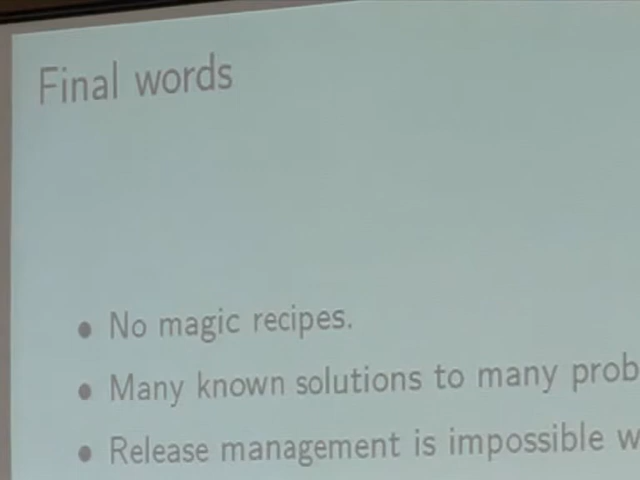 Final words
No magic recipes.
Many known solutions to many prob
Release management is impossible w